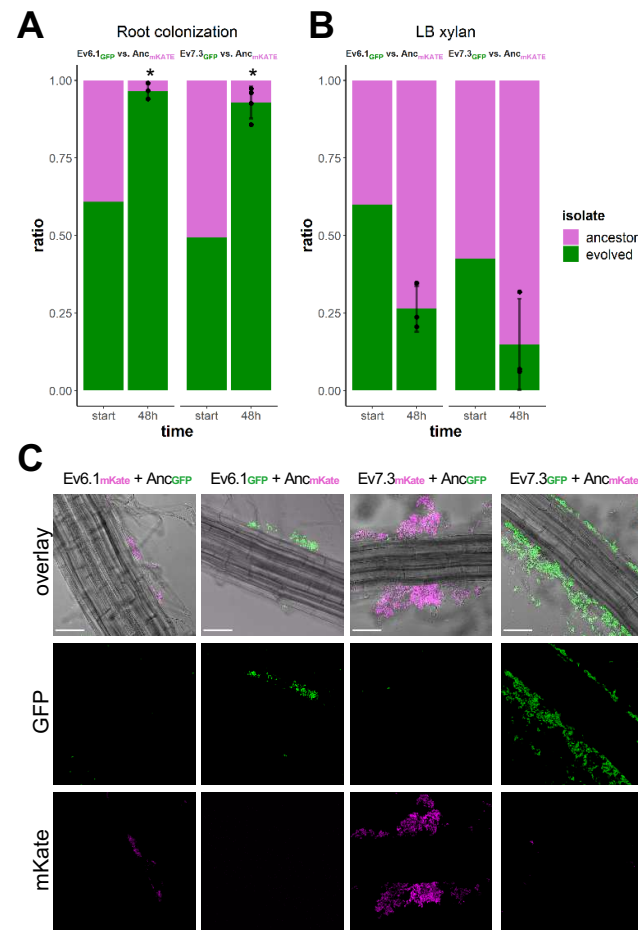 A
Root colonization
Ev6.1GFP vs. AncmKATE Ev7.3GFP vs. AncmKATE
* *
1.00
0.75
0.50
0.25
0.00
ratio
start 48h start 48h
time
B
LB xylan
Ev6.1GFP vs. AncmKATE Ev7.3GFP vs. AncmKATE
1.00
0.75
0.50
0.25
0.00
ratio
start 48h start 48h
time
isolate
ancestor
evolved
C
Ev6.1mKate + AncGFP Ev6.1GFP + AncmKate Ev7.3mKate + AncGFP Ev7.3GFP + AncmKate
overlay
GFP
mKate